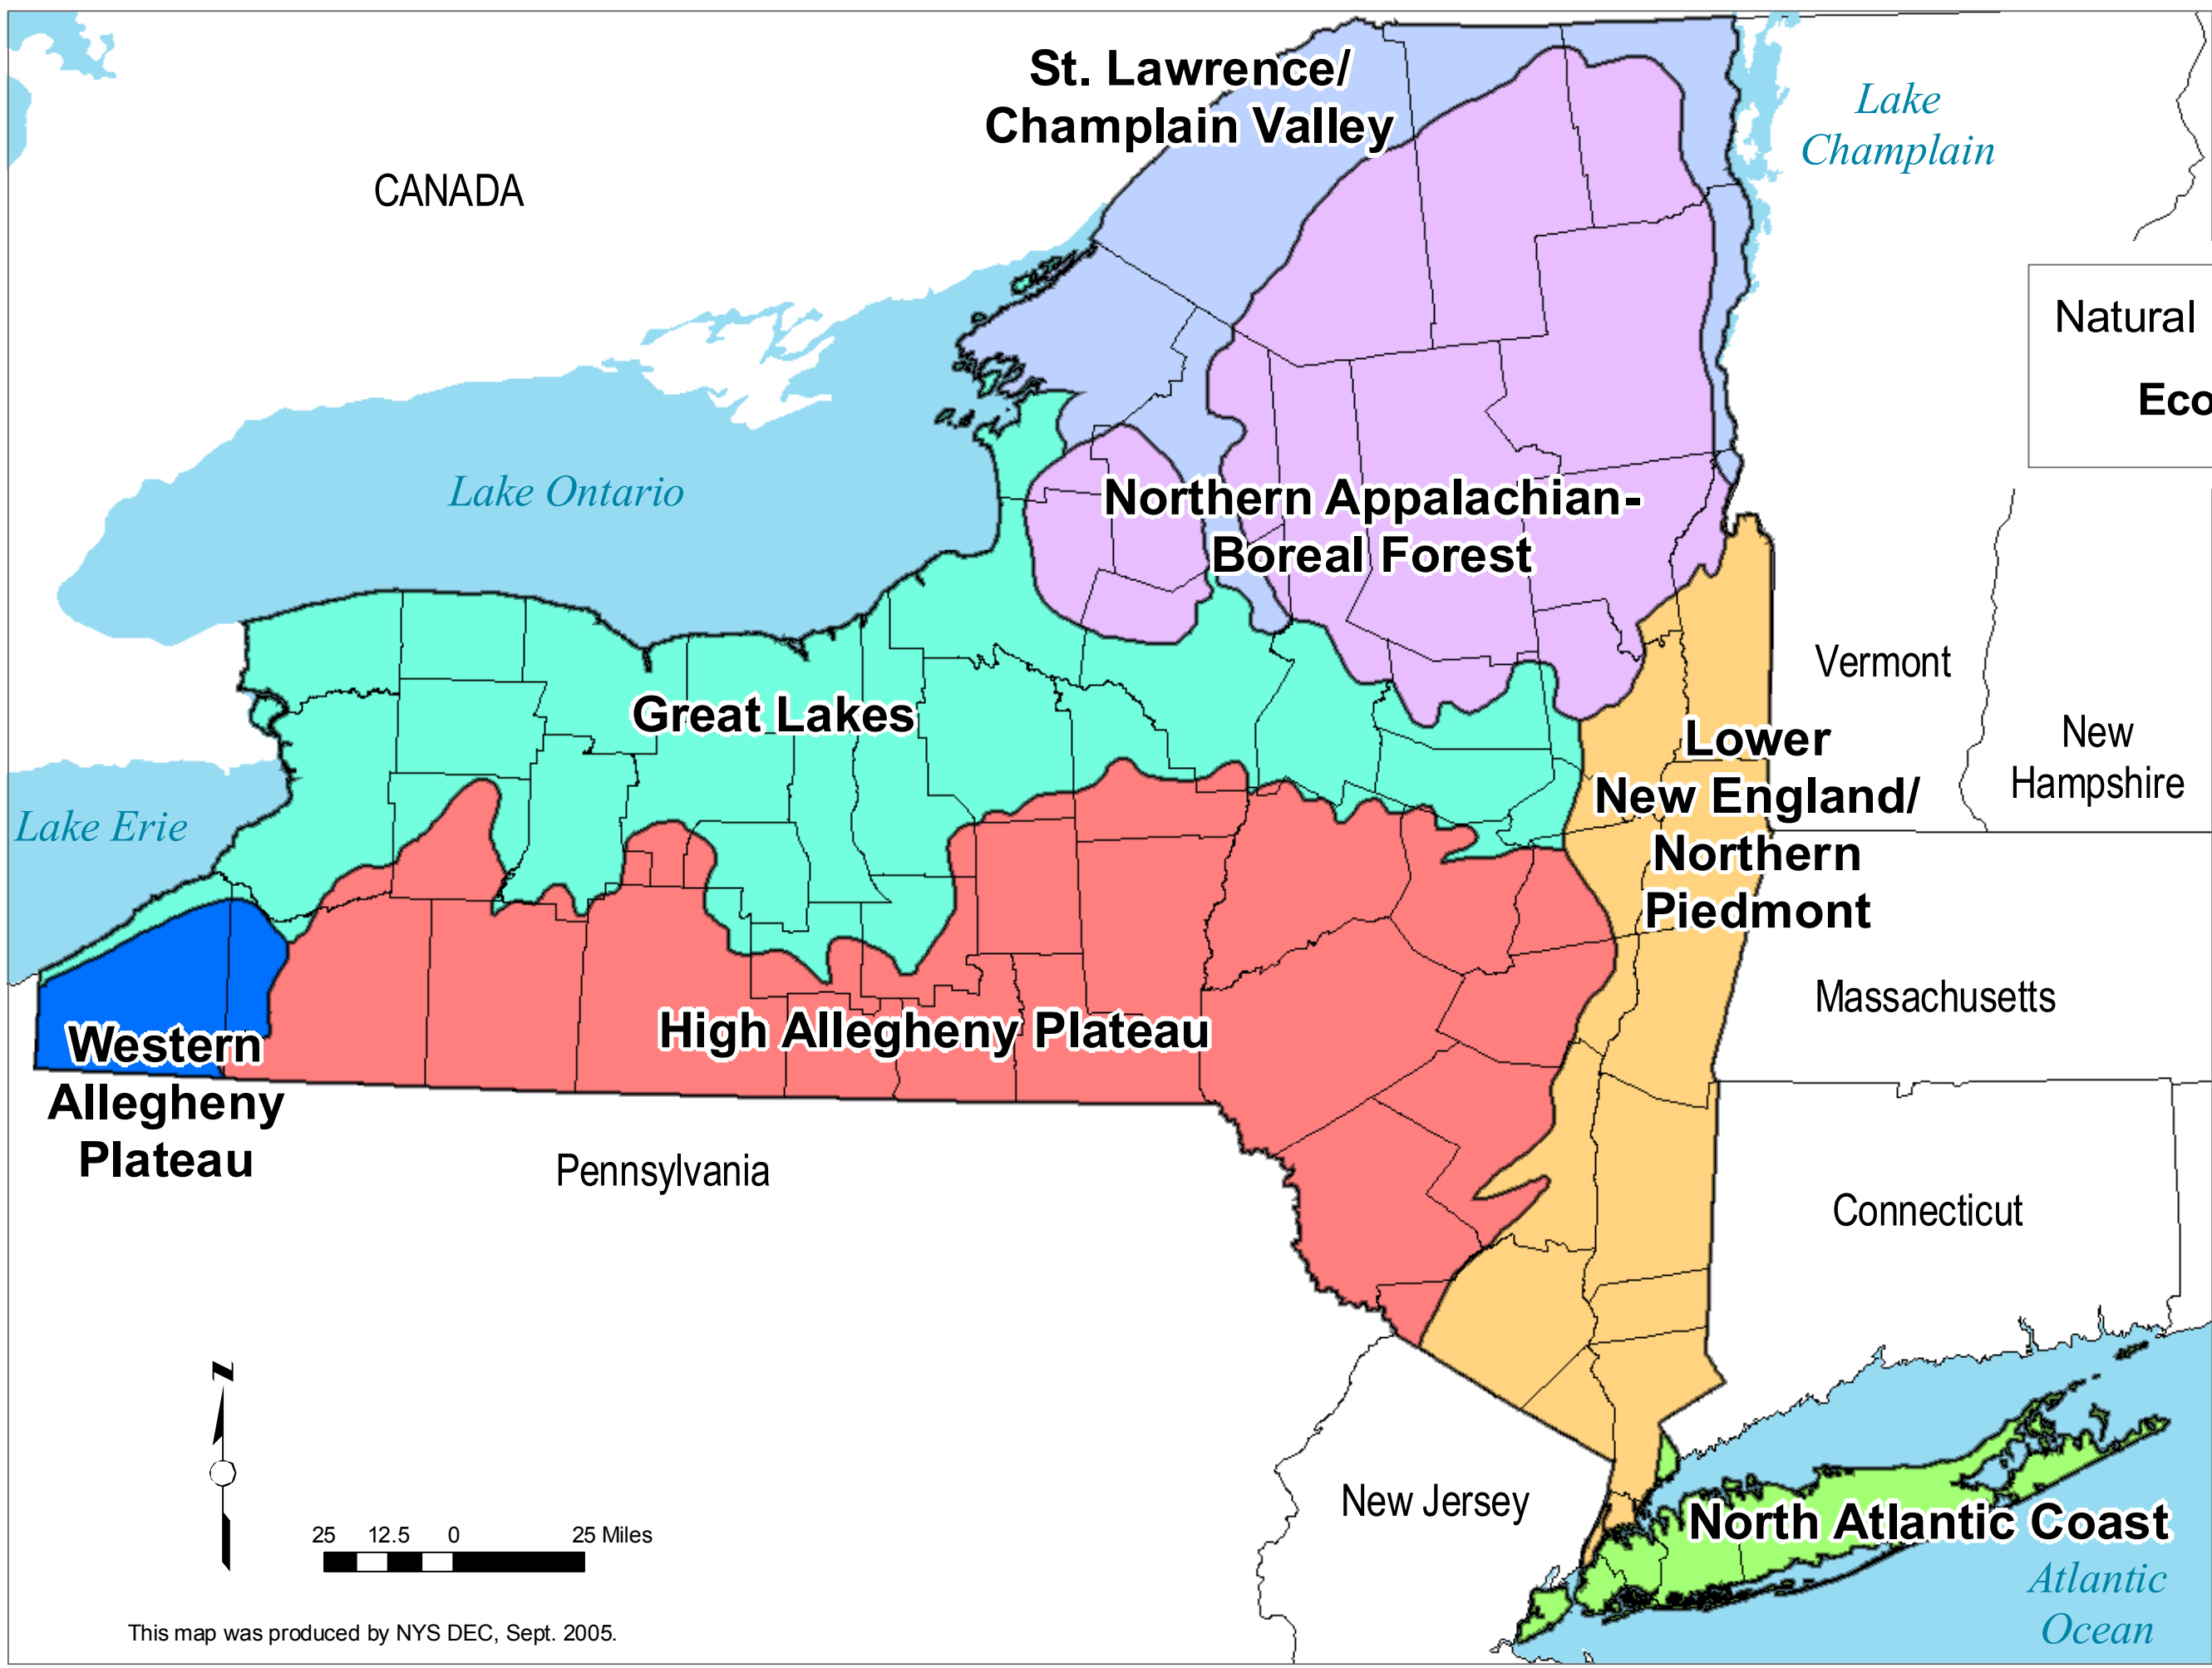 St. Lawrence/
Champlain Valley
Lake
Champlain
CANADA
Natural
Eco
Lake Ontario
Northern Appalachian-
Boreal Forest
Vermont
New
Hampshire
Great Lakes
Lower
New England/
Northern
Piedmont
Lake Erie
Massachusetts
High Allegheny Plateau
Western
Allegheny
Plateau
Pennsylvania
Connecticut
N
New Jersey
North Atlantic Coast
Atlantic
Ocean
25 12.5 0 25 Miles
This map was produced by NYS DEC, Sept. 2005.